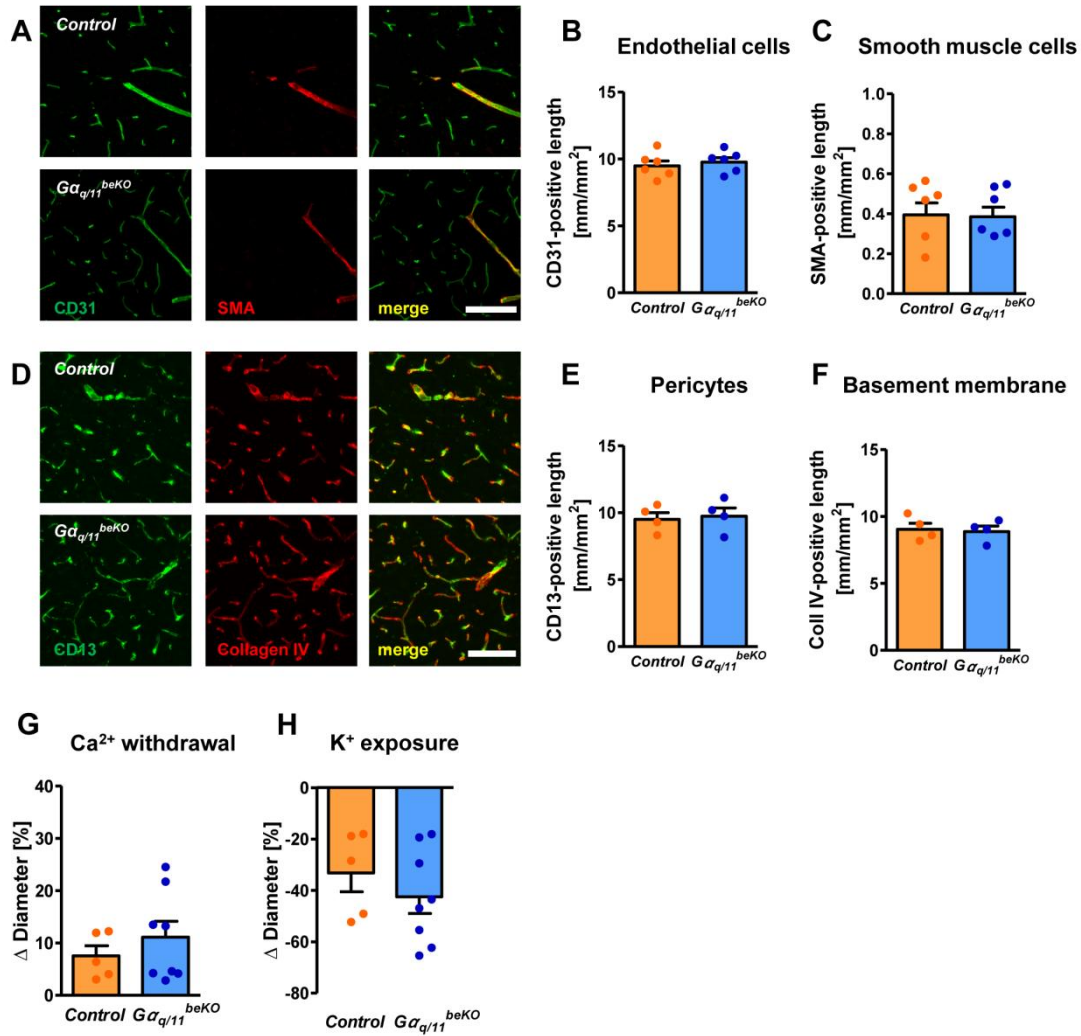 A
Control
Gαq/11beKO
CD31
SMA
merge
B
Endothelial cells
CD31-positive length
[mm/mm²]
15
10
5
0
Control Gαq/11beKO
C
Smooth muscle cells
SMA-positive length
[mm/mm²]
1.0
0.8
0.6
0.4
0.2
0.0
Control Gαq/11beKO
D
Control
Gαq/11beKO
CD13
Collagen IV
merge
E
Pericytes
CD13-positive length
[mm/mm²]
15
10
5
0
Control Gαq/11beKO
F
Basement membrane
Coll IV-positive length
[mm/mm²]
15
10
5
0
Control Gαq/11beKO
G
Ca²⁺ withdrawal
Δ Diameter [%]
40
30
20
10
0
Control Gαq/11beKO
H
K⁺ exposure
Δ Diameter [%]
0
-20
-40
-60
-80
Control Gαq/11beKO